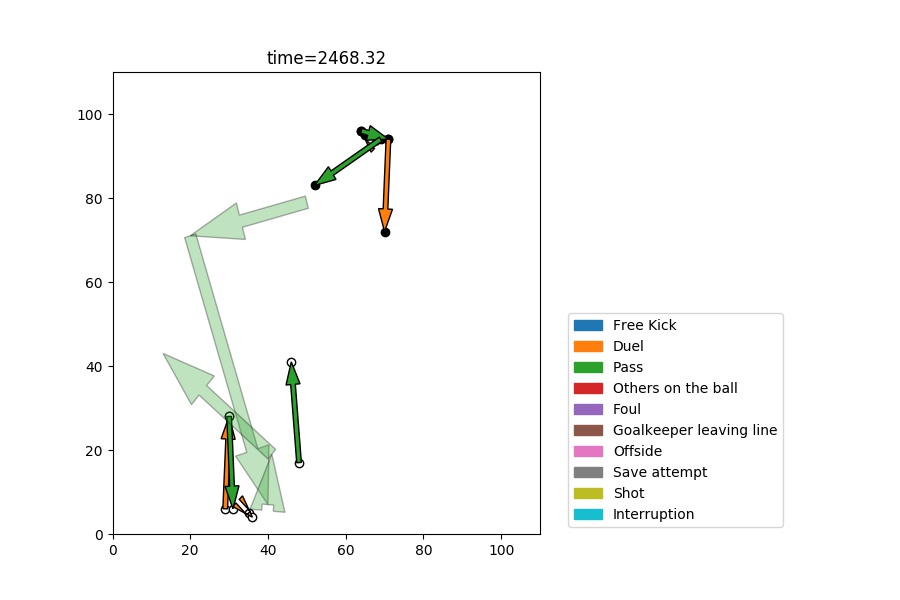 time=2468.32
100
80
60
40
20
0
0 20 40 60 80 100
Free Kick
Duel
Pass
Others on the ball
Foul
Goalkeeper leaving line
Offside
Save attempt
Shot
Interruption